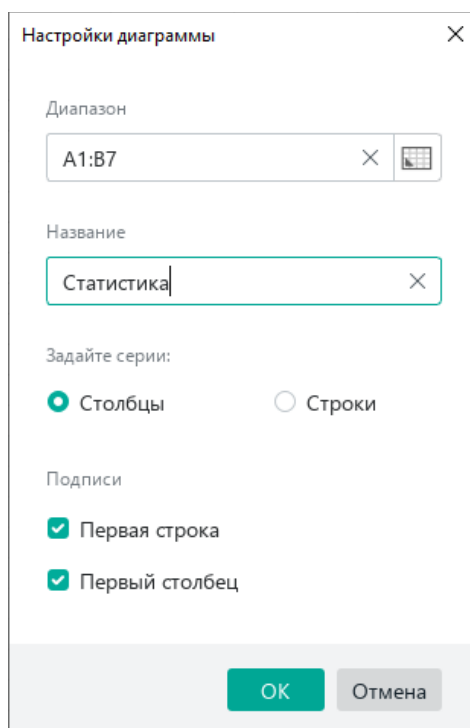 Настройки диаграммы
Диапазон
A1:B7
Название
Статистика
Задайте серии:
Столбцы Строки
Подписи
Первая строка
Первый столбец
OK Отмена